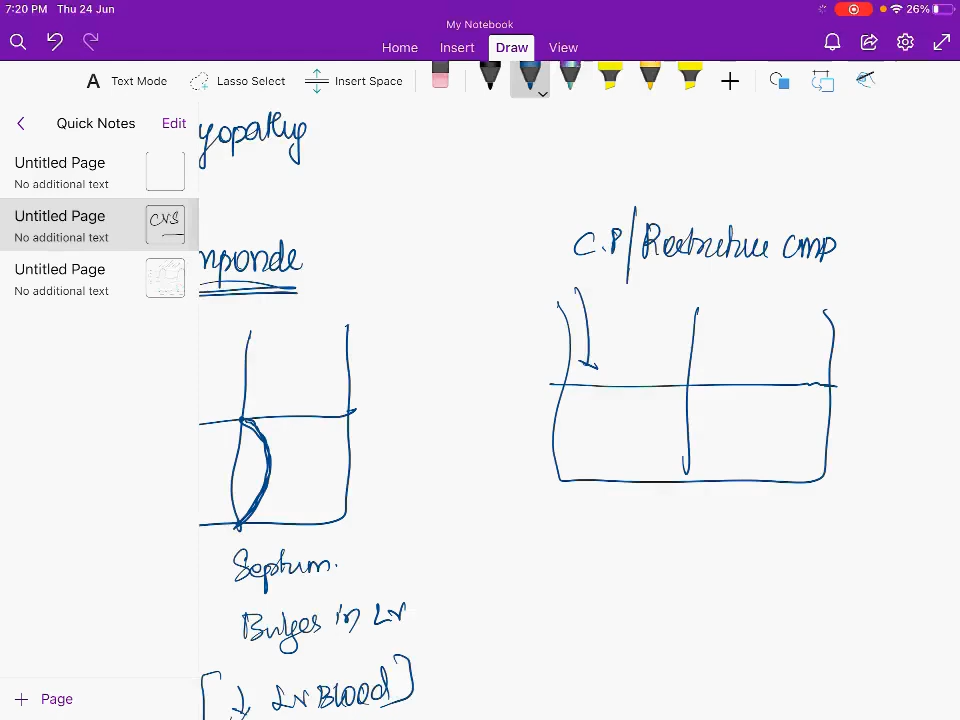 7:20 PM Thu 24 Jun
26%
My Notebook
Home Insert Draw View
A Text Mode Lasso Select Insert Space
Quick Notes Edit
Untitled Page
No additional text
Untitled Page
No additional text
CNS
Untitled Page
No additional text
yopathy
mponde
C.P/Restrictive CMP
Septum.
Bulges in LV
[↓ LV Blood]
+ Page